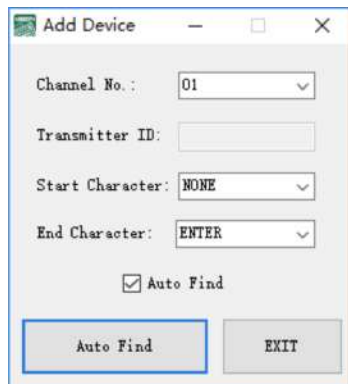 Add Device
Channel No.: 01
Transmitter ID:
Start Character: NONE
End Character: ENTER
Auto Find
Auto Find EXIT